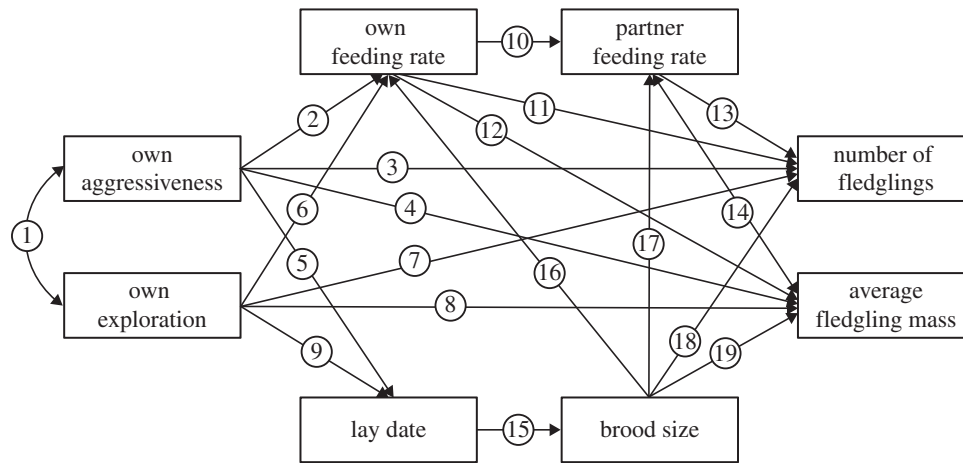 own
feeding rate
10
partner
feeding rate
2
11
12
13
own
aggressiveness
3
number of
fledglings
1
6
4
14
5
7
16
17
own
exploration
8
average
fledgling mass
9
18
19
lay date
15
brood size